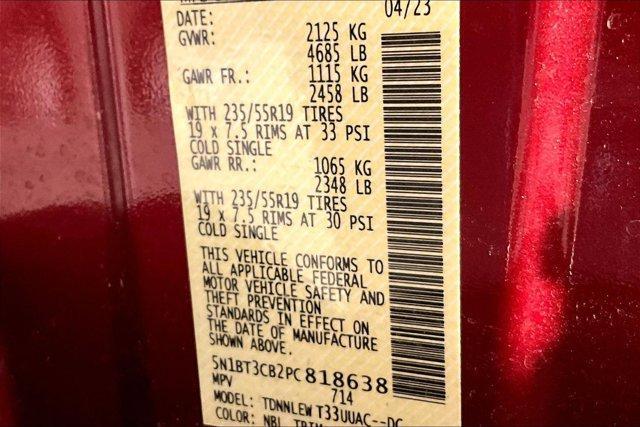 DATE: 04/23
GVWR: 2125 KG
4685 LB
GAWR FR.: 1115 KG
2458 LB
WITH 235/55R19 TIRES
19 x 7.5 RIMS AT 33 PSI
COLD SINGLE
GAWR RR.: 1065 KG
2348 LB
WITH 235/55R19 TIRES
19 x 7.5 RIMS AT 30 PSI
COLD SINGLE
THIS VEHICLE CONFORMS TO
ALL APPLICABLE FEDERAL
MOTOR VEHICLE SAFETY AND
THEFT PREVENTION
STANDARDS IN EFFECT ON
THE DATE OF MANUFACTURE
SHOWN ABOVE.
5N1BT3CB2PC818638
MPV 714
MODEL: TDNNLEW T33UUAC--DC
COLOR: NBL TRIM